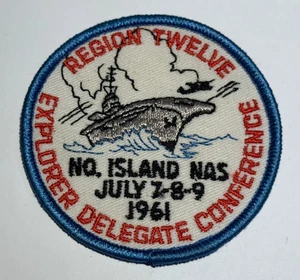 REGION TWELVE
NO. ISLAND NAS
JULY 7-8-9
1961
EXPLORER DELEGATE CONFERENCE